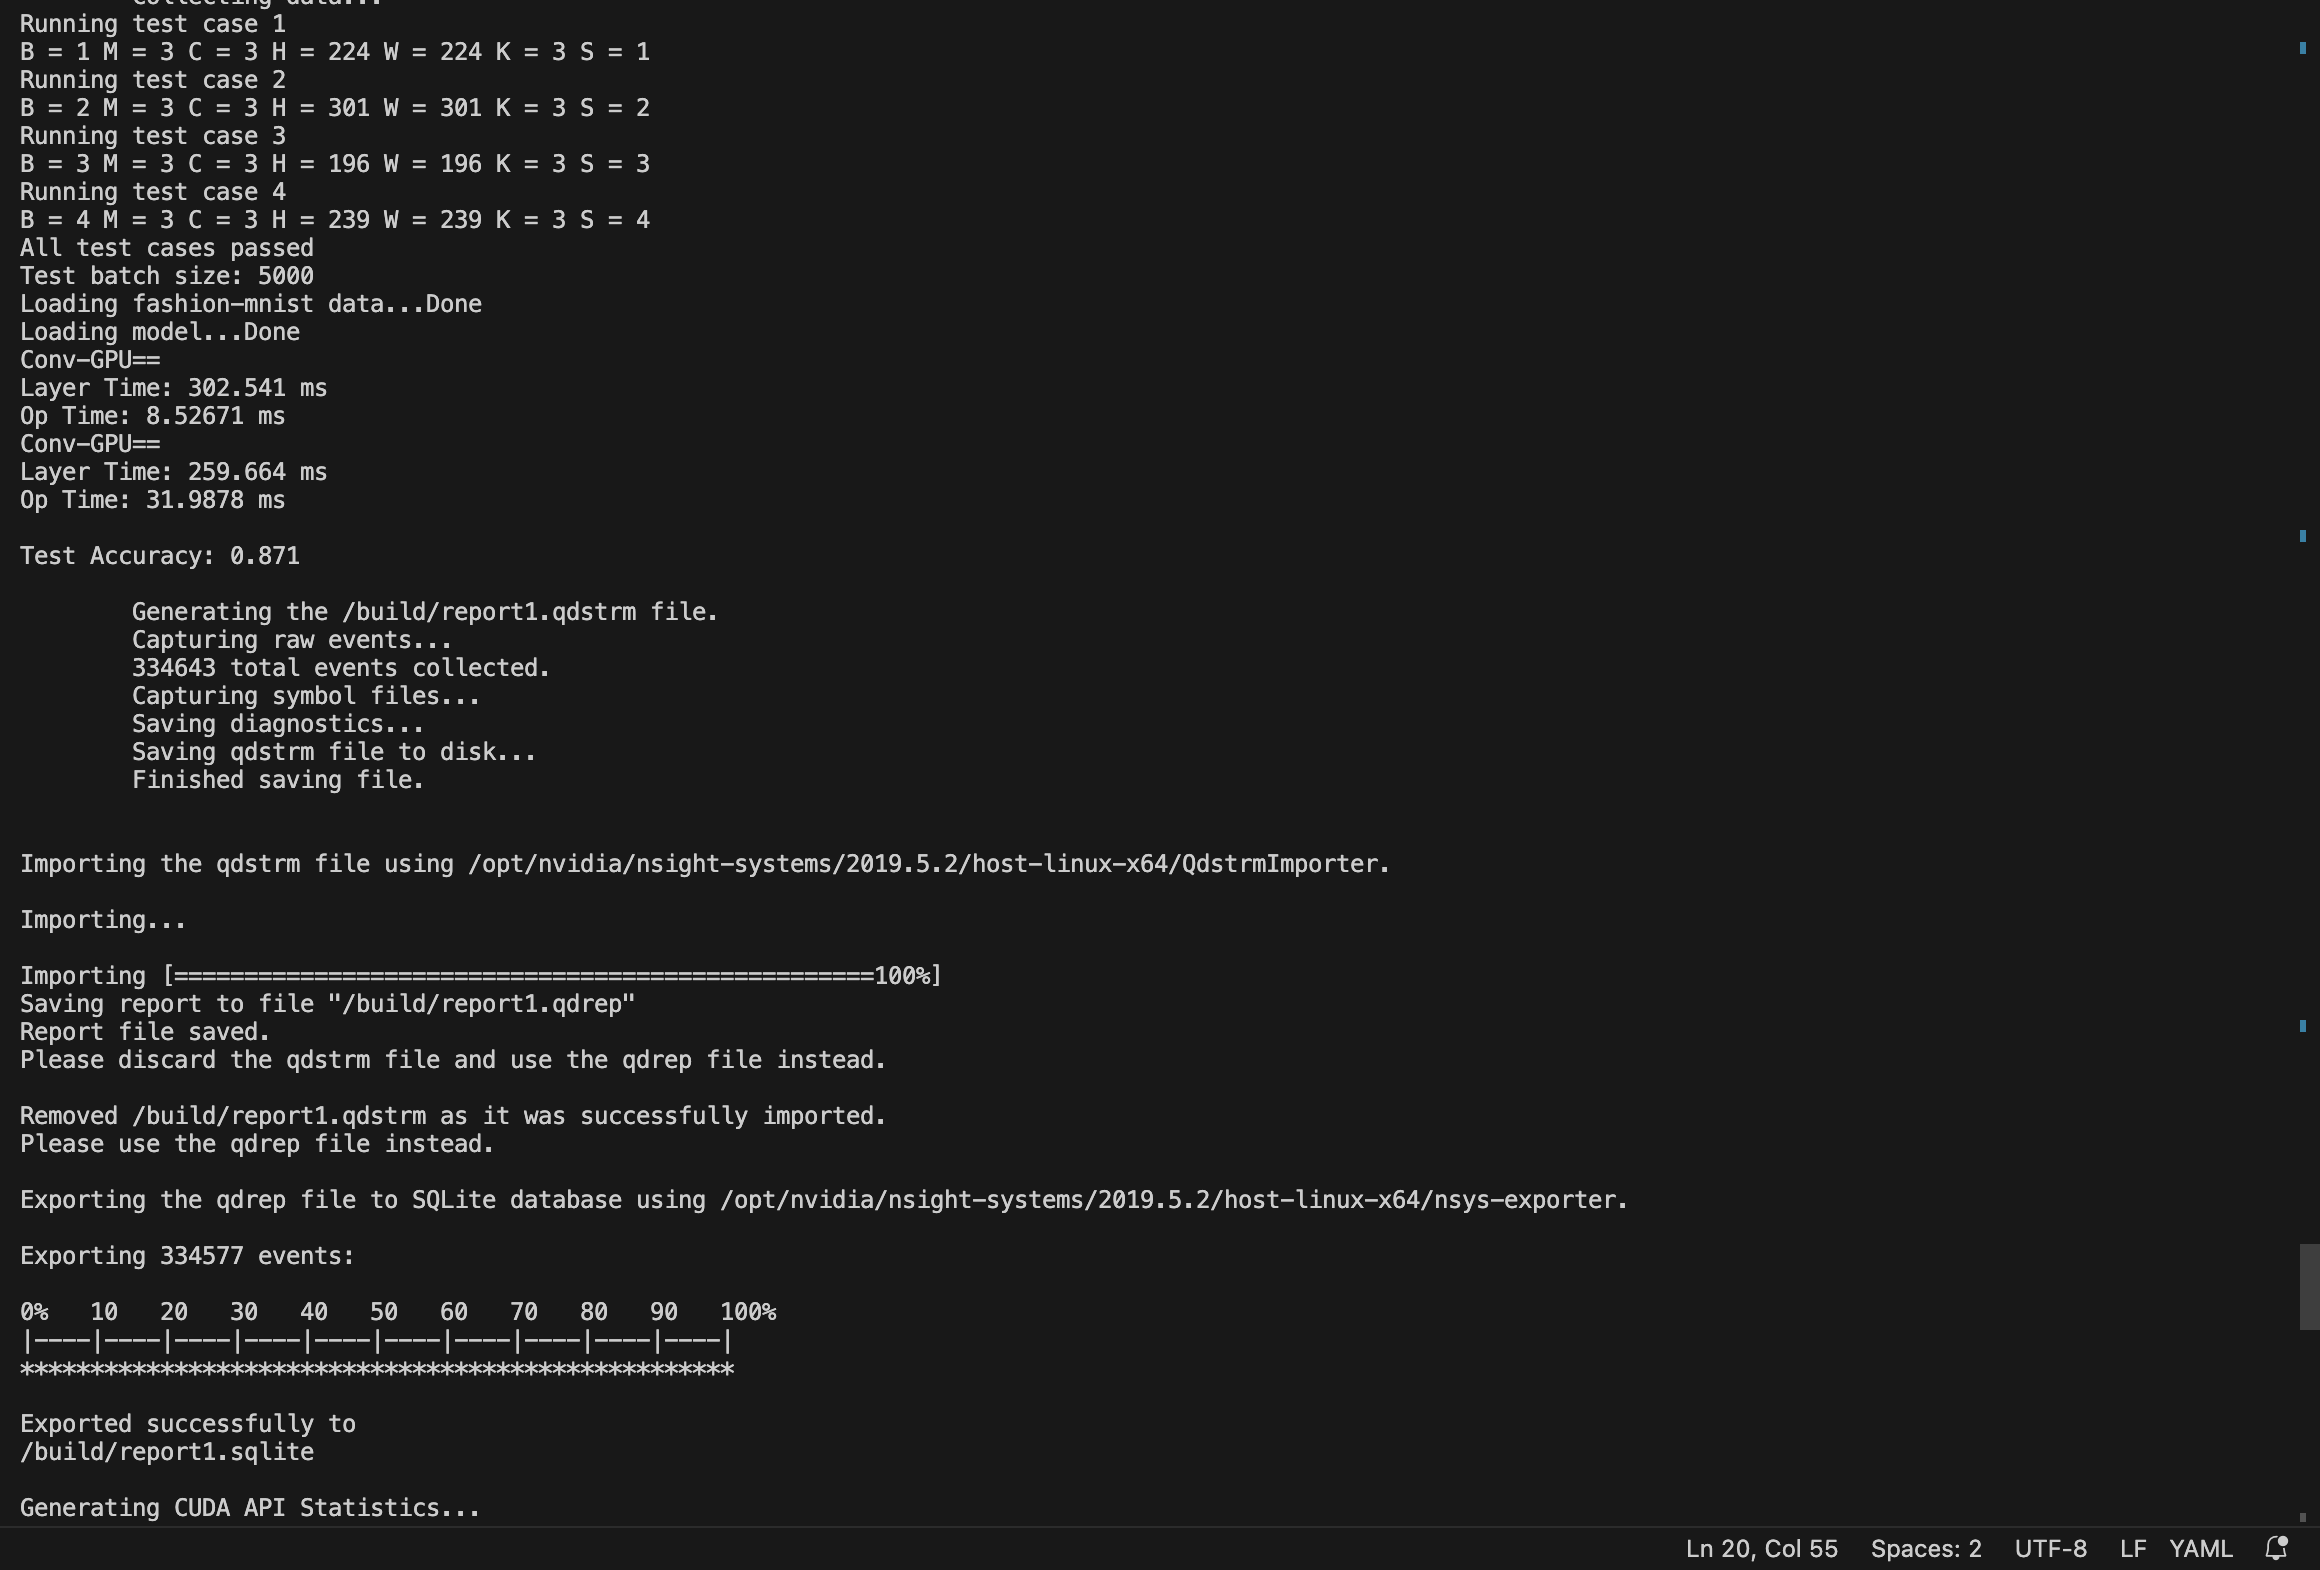 Collecting data...
Running test case 1
B = 1 M = 3 C = 3 H = 224 W = 224 K = 3 S = 1
Running test case 2
B = 2 M = 3 C = 3 H = 301 W = 301 K = 3 S = 2
Running test case 3
B = 3 M = 3 C = 3 H = 196 W = 196 K = 3 S = 3
Running test case 4
B = 4 M = 3 C = 3 H = 239 W = 239 K = 3 S = 4
All test cases passed
Test batch size: 5000
Loading fashion-mnist data...Done
Loading model...Done
Conv-GPU==
Layer Time: 302.541 ms
Op Time: 8.52671 ms
Conv-GPU==
Layer Time: 259.664 ms
Op Time: 31.9878 ms
Test Accuracy: 0.871
Generating the /build/report1.qdstrm file.
Capturing raw events...
334643 total events collected.
Capturing symbol files...
Saving diagnostics...
Saving qdstrm file to disk...
Finished saving file.
Importing the qdstrm file using /opt/nvidia/nsight-systems/2019.5.2/host-linux-x64/QdstrmImporter.
Importing...
Importing [==================================================100%]
Saving report to file "/build/report1.qdrep"
Report file saved.
Please discard the qdstrm file and use the qdrep file instead.
Removed /build/report1.qdstrm as it was successfully imported.
Please use the qdrep file instead.
Exporting the qdrep file to SQLite database using /opt/nvidia/nsight-systems/2019.5.2/host-linux-x64/nsys-exporter.
Exporting 334577 events:
0%   10   20   30   40   50   60   70   80   90   100%
|----|----|----|----|----|----|----|----|----|----|
***************************************************
Exported successfully to
/build/report1.sqlite
Generating CUDA API Statistics...
Ln 20, Col 55 Spaces: 2 UTF-8 LF YAML